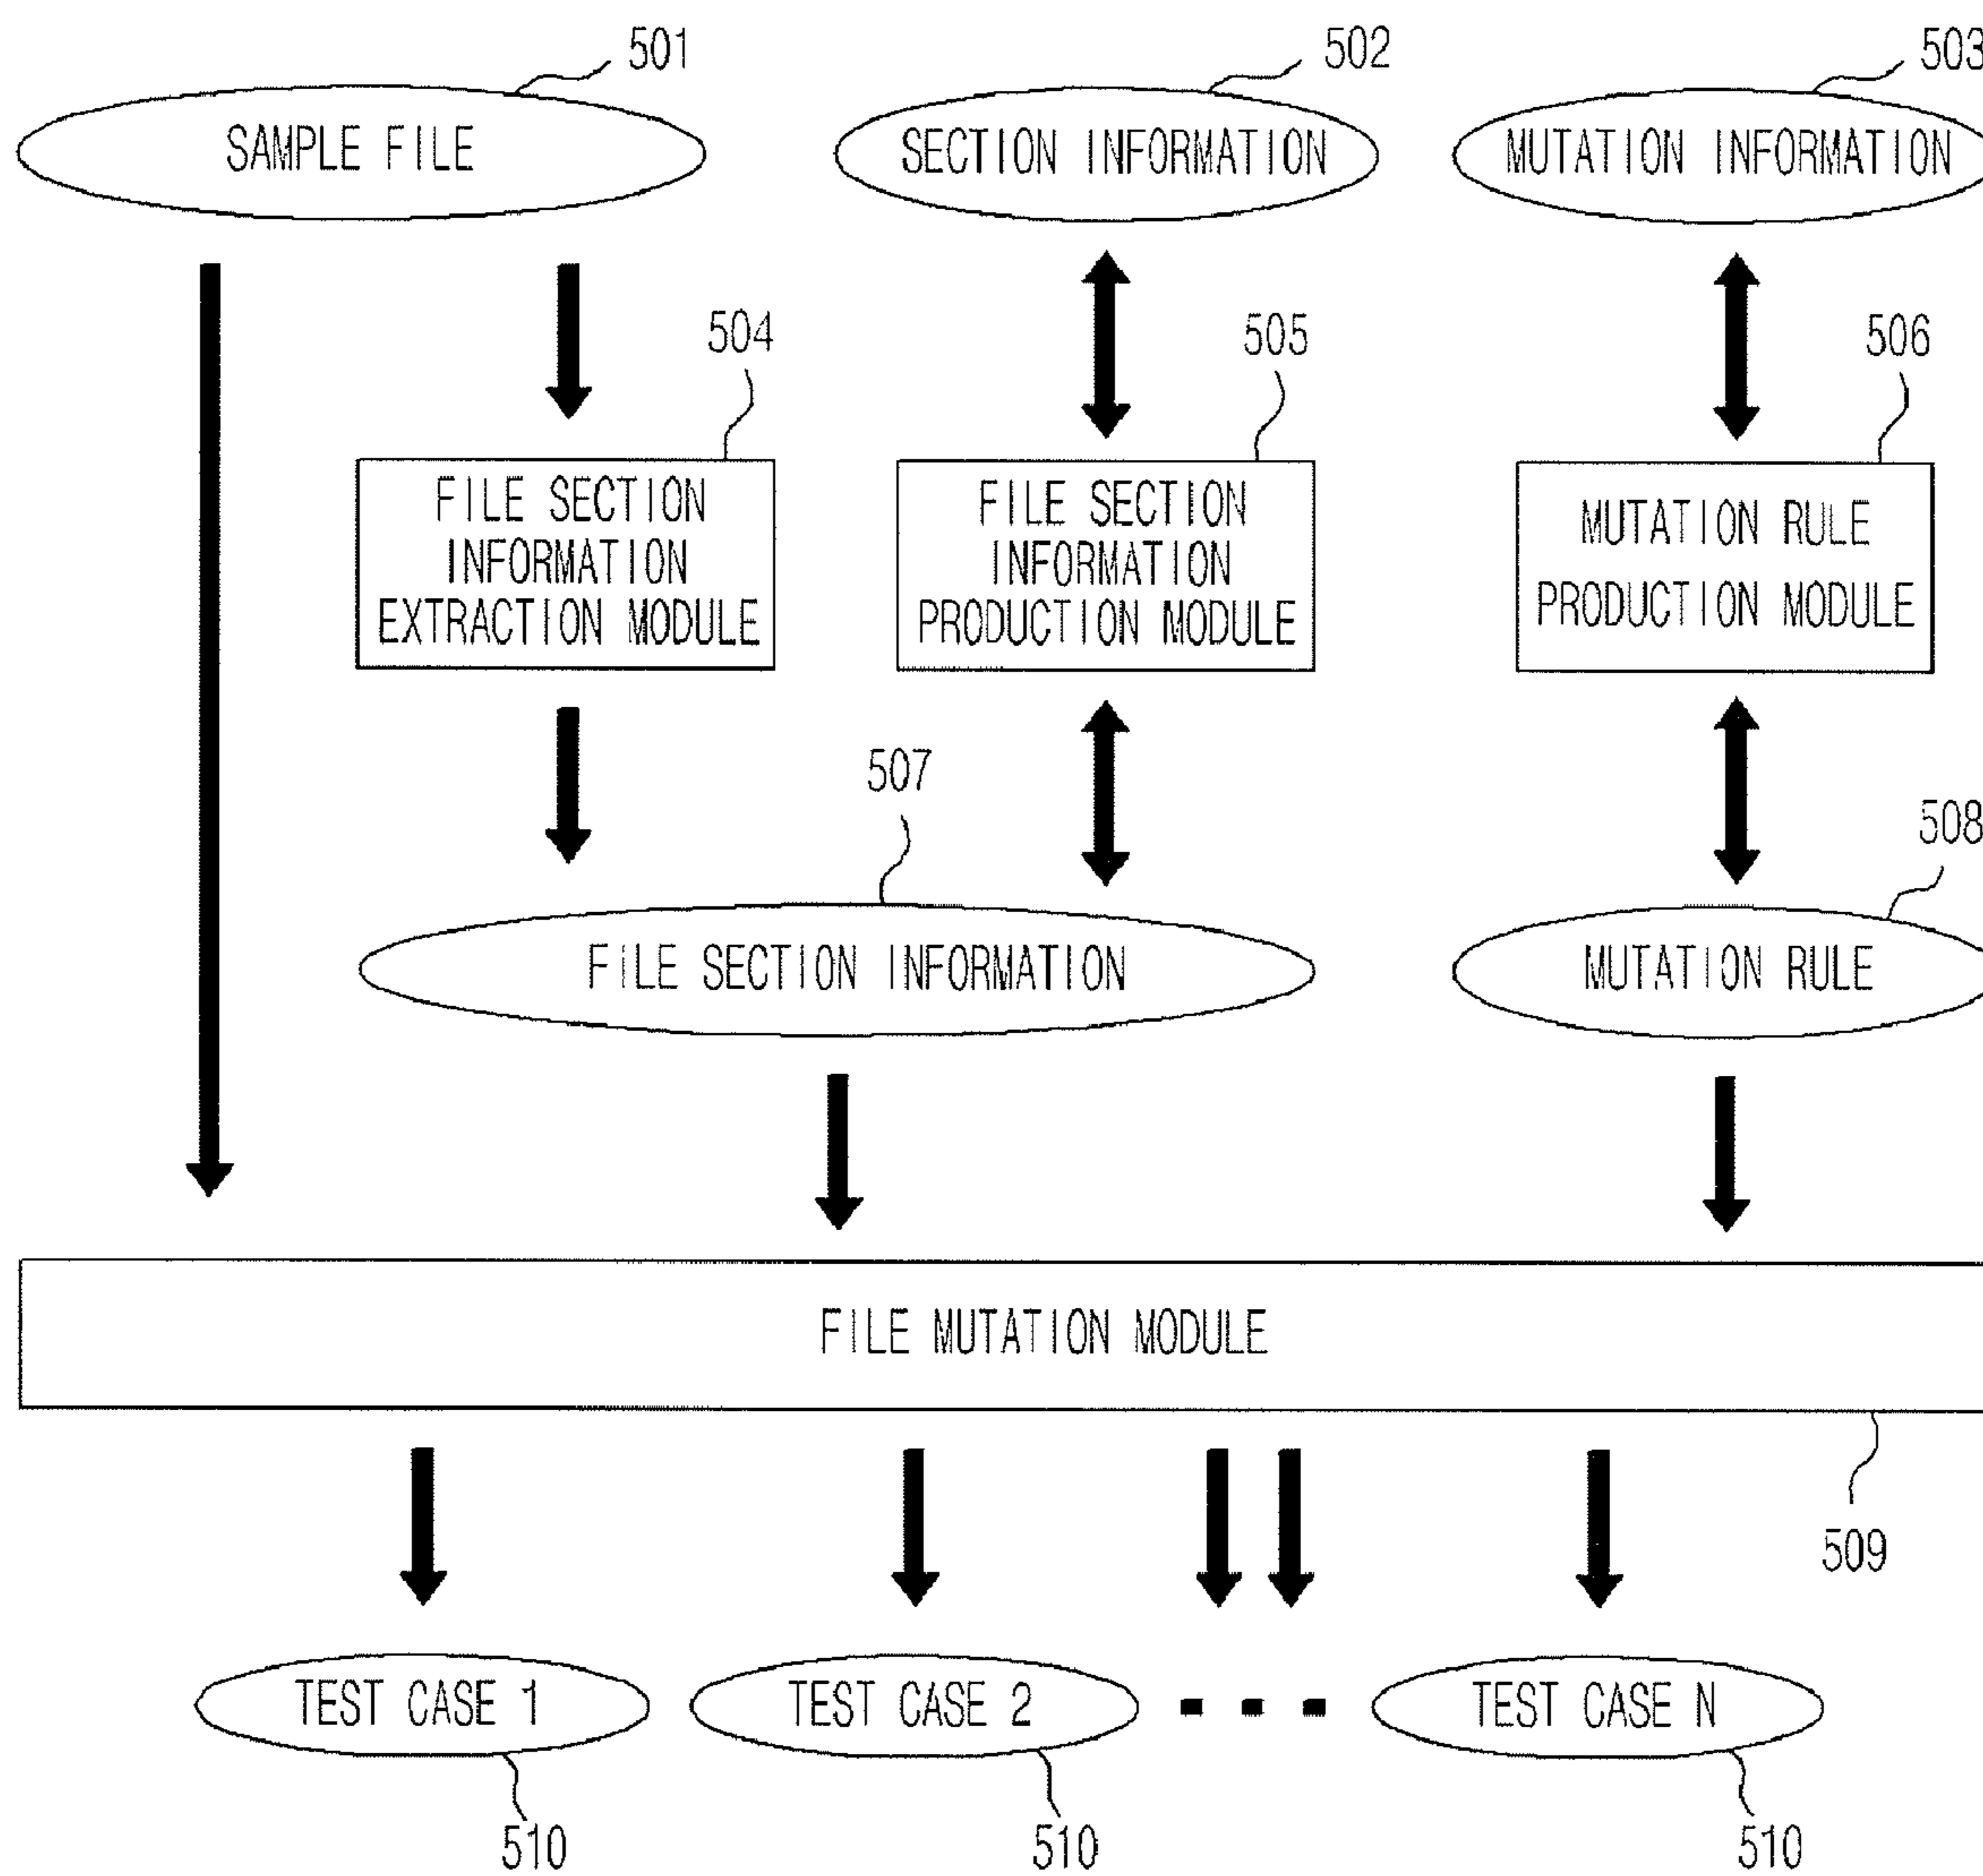 501
502
503
SAMPLE FILE
SECTION INFORMATION
MUTATION INFORMATION
504
505
506
FILE SECTION
INFORMATION
EXTRACTION MODULE
FILE SECTION
INFORMATION
PRODUCTION MODULE
MUTATION RULE
PRODUCTION MODULE
507
508
FILE SECTION INFORMATION
MUTATION RULE
FILE MUTATION MODULE
509
TEST CASE 1
TEST CASE 2
TEST CASE N
510
510
510